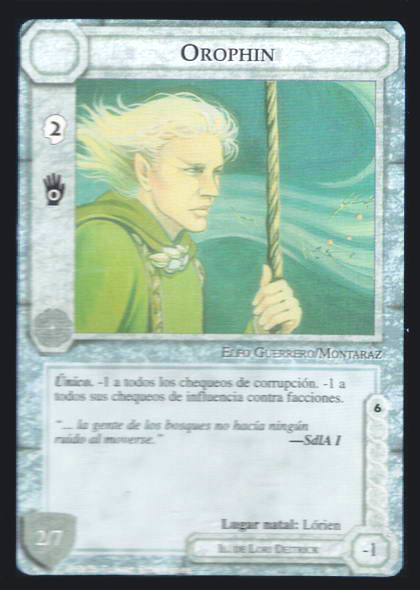 OROPHIN
2
0
ELFO GUERRERO/MONTARAZ
Único. -1 a todos los chequeos de corrupción. -1 a
todos sus chequeos de influencia contra facciones.
6
"... la gente de los bosques no hacía ningún
ruido al moverse." —SdlA I
Lugar natal: Lórien
2/7
IL. DE LORI DEITRICK
-1